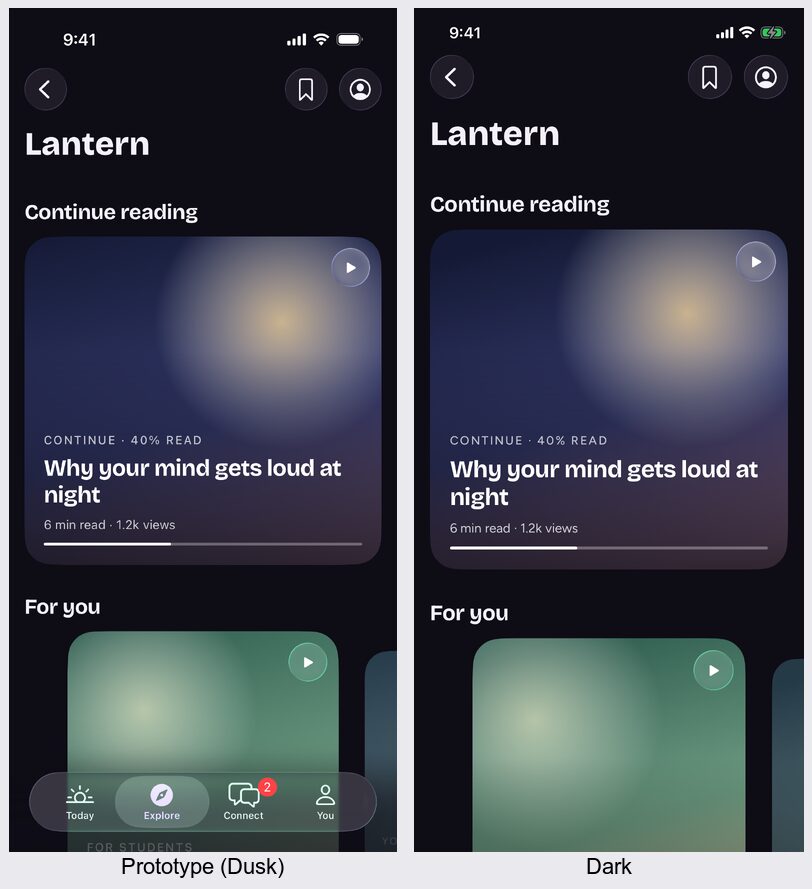 9:41
Lantern
Continue reading
CONTINUE · 40% READ
Why your mind gets loud at
night
6 min read · 1.2k views
For you
Today
Explore
2
Connect
You
FOR STUDENTS
YO
Prototype (Dusk)
9:41
Lantern
Continue reading
CONTINUE · 40% READ
Why your mind gets loud at
night
6 min read · 1.2k views
For you
Dark